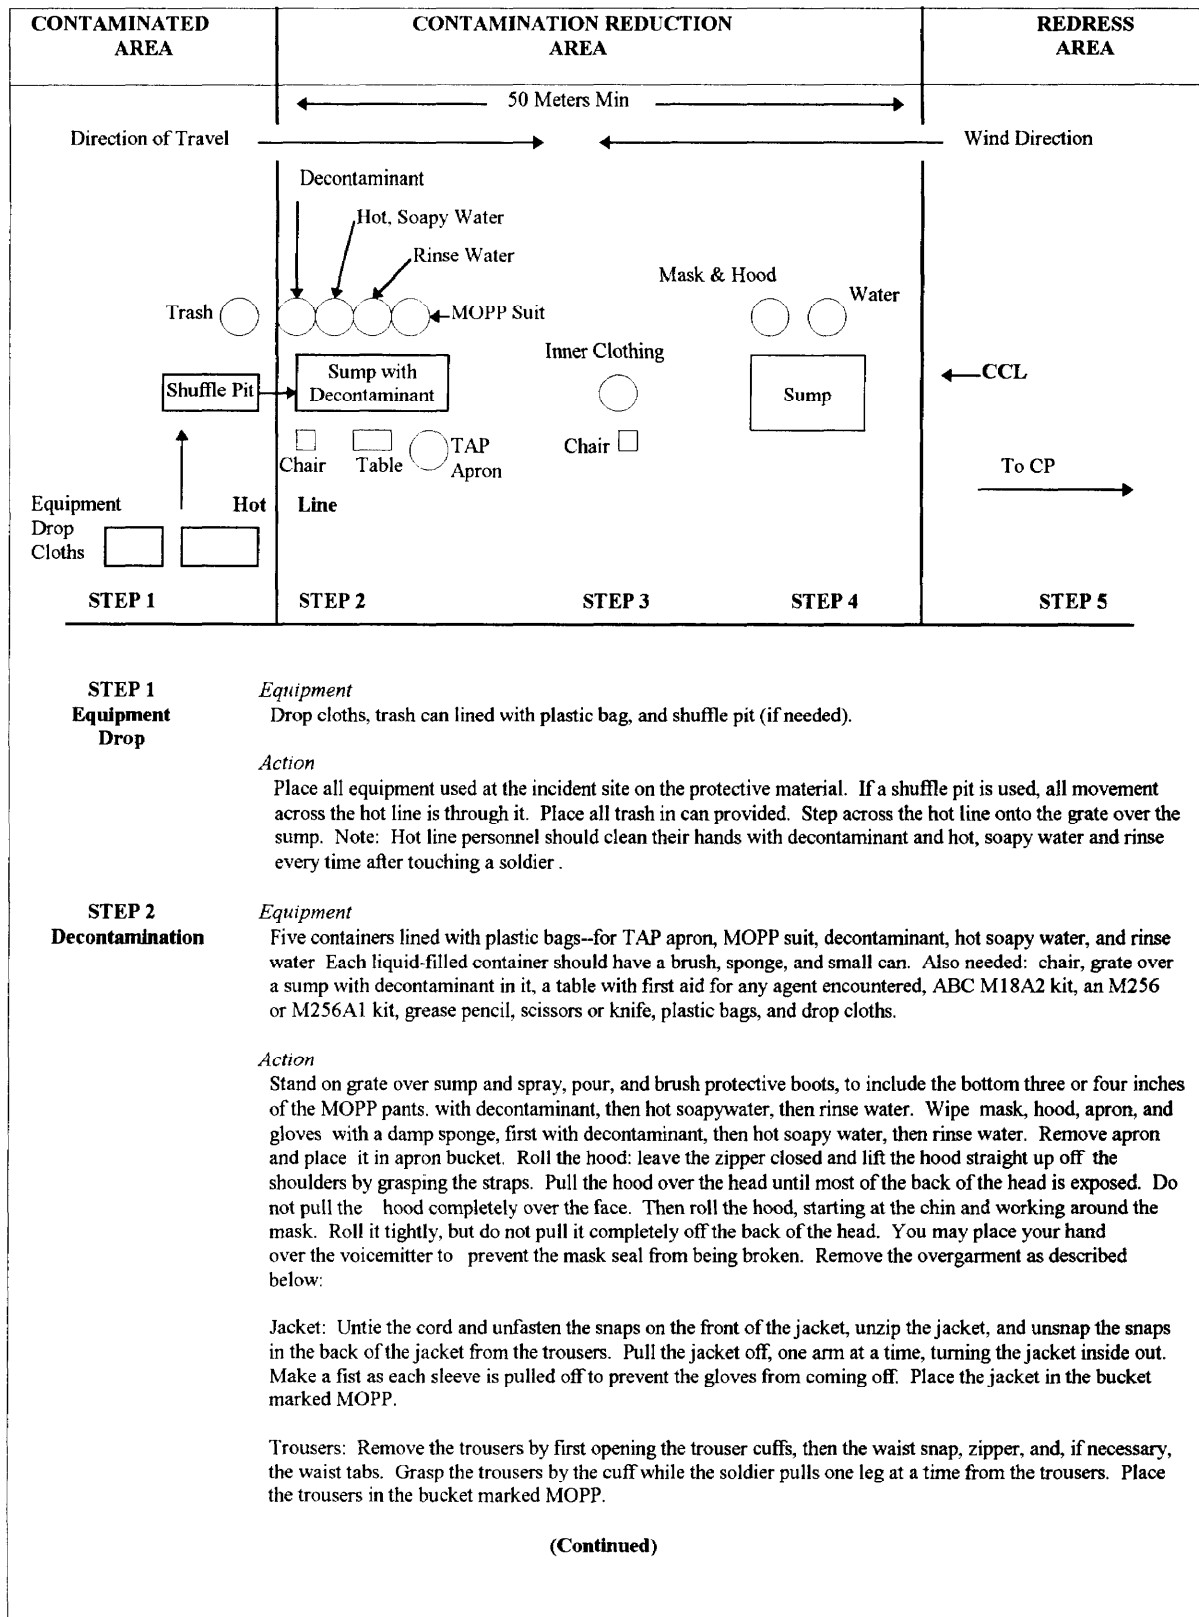 CONTAMINATED
AREA
CONTAMINATION REDUCTION
AREA
REDRESS
AREA
50 Meters Min
Direction of Travel
Wind Direction
Decontaminant
Hot, Soapy Water
Rinse Water
Mask & Hood
Water
Trash
MOPP Suit
Inner Clothing
Shuffle Pit
Sump with
Decontaminant
Sump
CCL
Chair
Table
TAP
Apron
Chair
To CP
Equipment
Drop
Cloths
Hot Line
STEP 1
STEP 2
STEP 3
STEP 4
STEP 5
STEP 1
Equipment
Drop
Equipment
Drop cloths, trash can lined with plastic bag, and shuffle pit (if needed).
Action
Place all equipment used at the incident site on the protective material. If a shuffle pit is used, all movement
across the hot line is through it. Place all trash in can provided. Step across the hot line onto the grate over the
sump. Note: Hot line personnel should clean their hands with decontaminant and hot, soapy water and rinse
every time after touching a soldier .
STEP 2
Decontamination
Equipment
Five containers lined with plastic bags--for TAP apron, MOPP suit, decontaminant, hot soapy water, and rinse
water Each liquid-filled container should have a brush, sponge, and small can. Also needed: chair, grate over
a sump with decontaminant in it, a table with first aid for any agent encountered, ABC M18A2 kit, an M256
or M256A1 kit, grease pencil, scissors or knife, plastic bags, and drop cloths.
Action
Stand on grate over sump and spray, pour, and brush protective boots, to include the bottom three or four inches
of the MOPP pants. with decontaminant, then hot soapywater, then rinse water. Wipe mask, hood, apron, and
gloves with a damp sponge, first with decontaminant, then hot soapy water, then rinse water. Remove apron
and place it in apron bucket. Roll the hood: leave the zipper closed and lift the hood straight up off the
shoulders by grasping the straps. Pull the hood over the head until most of the back of the head is exposed. Do
not pull the hood completely over the face. Then roll the hood, starting at the chin and working around the
mask. Roll it tightly, but do not pull it completely off the back of the head. You may place your hand
over the voicemitter to prevent the mask seal from being broken. Remove the overgarment as described
below:
Jacket: Untie the cord and unfasten the snaps on the front of the jacket, unzip the jacket, and unsnap the snaps
in the back of the jacket from the trousers. Pull the jacket off, one arm at a time, turning the jacket inside out.
Make a fist as each sleeve is pulled off to prevent the gloves from coming off. Place the jacket in the bucket
marked MOPP.
Trousers: Remove the trousers by first opening the trouser cuffs, then the waist snap, zipper, and, if necessary,
the waist tabs. Grasp the trousers by the cuff while the soldier pulls one leg at a time from the trousers. Place
the trousers in the bucket marked MOPP.
(Continued)